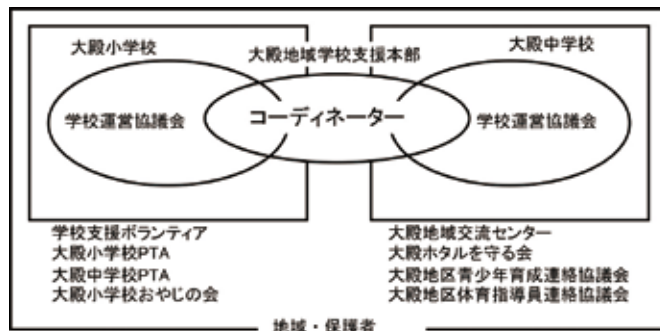 大殿小学校
大殿地域学校支援本部
大殿中学校
学校運営協議会
コーディネーター
学校運営協議会
学校支援ボランティア
大殿小学校PTA
大殿中学校PTA
大殿小学校おやじの会
大殿地域交流センター
大殿ホタルを守る会
大殿地区青少年育成連絡協議会
大殿地区体育指導員連絡協議会
地域・保護者